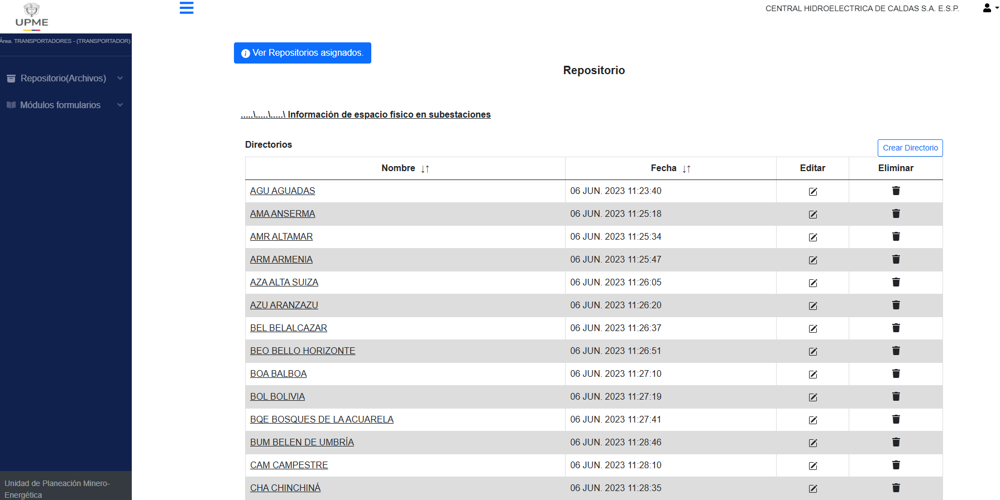 UPME
CENTRAL HIDROELECTRICA DE CALDAS S.A. E.S.P.
Área. TRANSPORTADORES - (TRANSPORTADOR)
Repositorio(Archivos)
Módulos formularios
Ver Repositorios asignados.
Repositorio
.....\.....\.....\ Información de espacio físico en subestaciones
Directorios
Crear Directorio
Nombre Fecha Editar Eliminar
AGU AGUADAS 06 JUN. 2023 11:23:40
AMA ANSERMA 06 JUN. 2023 11:25:18
AMR ALTAMAR 06 JUN. 2023 11:25:34
ARM ARMENIA 06 JUN. 2023 11:25:47
AZA ALTA SUIZA 06 JUN. 2023 11:26:05
AZU ARANZAZU 06 JUN. 2023 11:26:20
BEL BELALCAZAR 06 JUN. 2023 11:26:37
BEO BELLO HORIZONTE 06 JUN. 2023 11:26:51
BOA BALBOA 06 JUN. 2023 11:27:10
BOL BOLIVIA 06 JUN. 2023 11:27:19
BQE BOSQUES DE LA ACUARELA 06 JUN. 2023 11:27:41
BUM BELEN DE UMBRÍA 06 JUN. 2023 11:28:46
CAM CAMPESTRE 06 JUN. 2023 11:28:10
CHA CHINCHINÁ 06 JUN. 2023 11:28:35
Unidad de Planeación Minero-
Energética